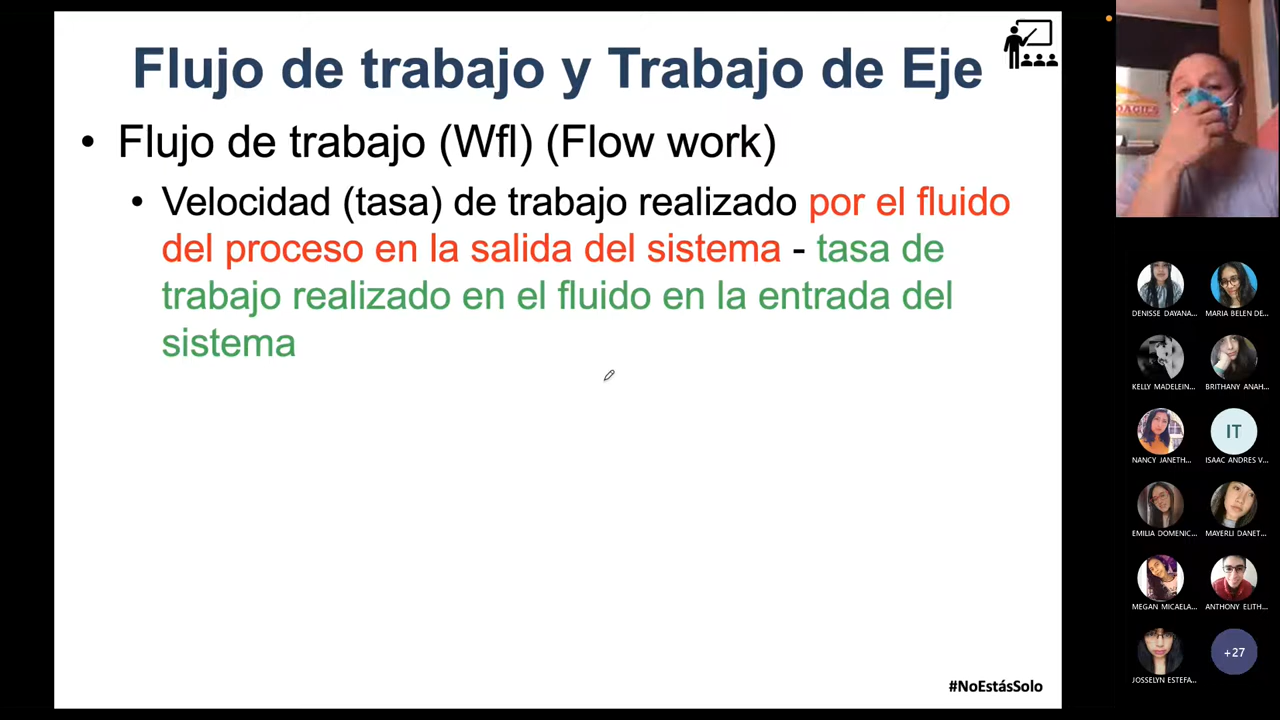 Flujo de trabajo y Trabajo de Eje
• Flujo de trabajo (Wfl) (Flow work)
• Velocidad (tasa) de trabajo realizado por el fluido
del proceso en la salida del sistema - tasa de
trabajo realizado en el fluido en la entrada del
sistema
#NoEstásSolo
DENISSE DAYANA...
MARIA BELEN DE...
KELLY MADELEIN...
BRITHANY ANAH...
IT
NANCY JANETH...
ISAAC ANDRES V...
EMILIA DOMENIC...
MAYERLI DANET...
MEGAN MICAELA...
ANTHONY ELITH...
+27
JOSSELYN ESTEFA...